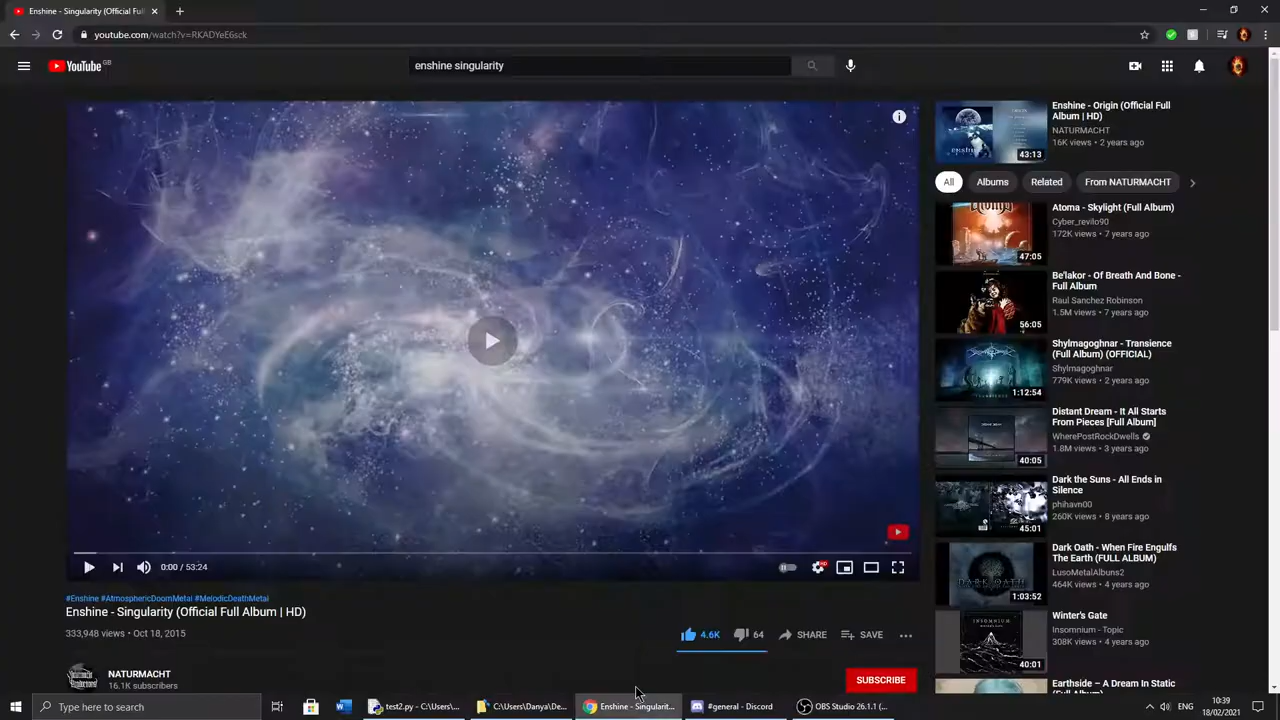 Enshine - Singularity (Official Ful
youtube.com/watch?v=RKADYeE6sck
YouTube GB
enshine singularity
Enshine - Origin (Official Full
Album | HD)
NATURMACHT
16K views • 2 years ago
43:13
All
Albums
Related
From NATURMACHT
Atoma - Skylight (Full Album)
Cyber_revilo90
172K views • 7 years ago
47:05
Be'lakor - Of Breath And Bone -
Full Album
Raul Sanchez Robinson
1.5M views • 7 years ago
56:05
Shylmagoghnar - Transience
(Full Album) (OFFICIAL)
Shylmagoghnar
779K views • 2 years ago
1:12:54
Distant Dream - It All Starts
From Pieces [Full Album]
WherePostRockDwells
1.8M views • 3 years ago
40:05
Dark the Suns - All Ends in
Silence
phihavn00
260K views • 8 years ago
45:01
Dark Oath - When Fire Engulfs
The Earth (FULL ALBUM)
LusoMetalAlbuns2
464K views • 4 years ago
DARK OATH
1:03:52
Winter's Gate
Insomnium - Topic
308K views • 4 years ago
INSOMNIUM
40:01
Earthside – A Dream In Static
0:00 / 53:24
#Enshine #AtmosphericDoomMetal #MelodicDeathMetal
Enshine - Singularity (Official Full Album | HD)
333,948 views • Oct 18, 2015
4.6K
64
SHARE
SAVE
NATURMACHT
16.1K subscribers
SUBSCRIBE
Type here to search
test2.py - C:\Users\...
C:\Users\Danya\De...
Enshine - Singularit...
#general - Discord
OBS Studio 26.1.1 (...
ENG
10:39
18/02/2021